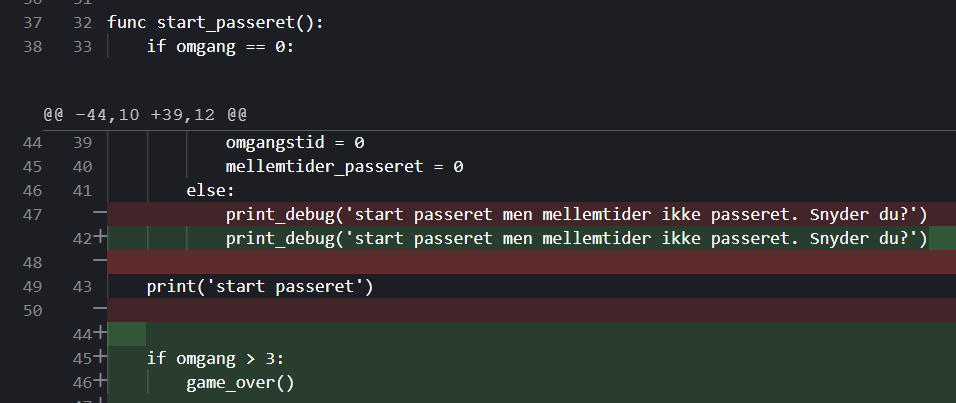 37 32 func start_passeret():
38 33 if omgang == 0:
@@ -44,10 +39,12 @@
44 39 omgangstid = 0
45 40 mellemtider_passeret = 0
46 41 else:
47 — print_debug('start passeret men mellemtider ikke passeret. Snyder du?')
42+ print_debug('start passeret men mellemtider ikke passeret. Snyder du?')
48 —
49 43 print('start passeret')
50 —
44+
45+ if omgang > 3:
46+ game_over()